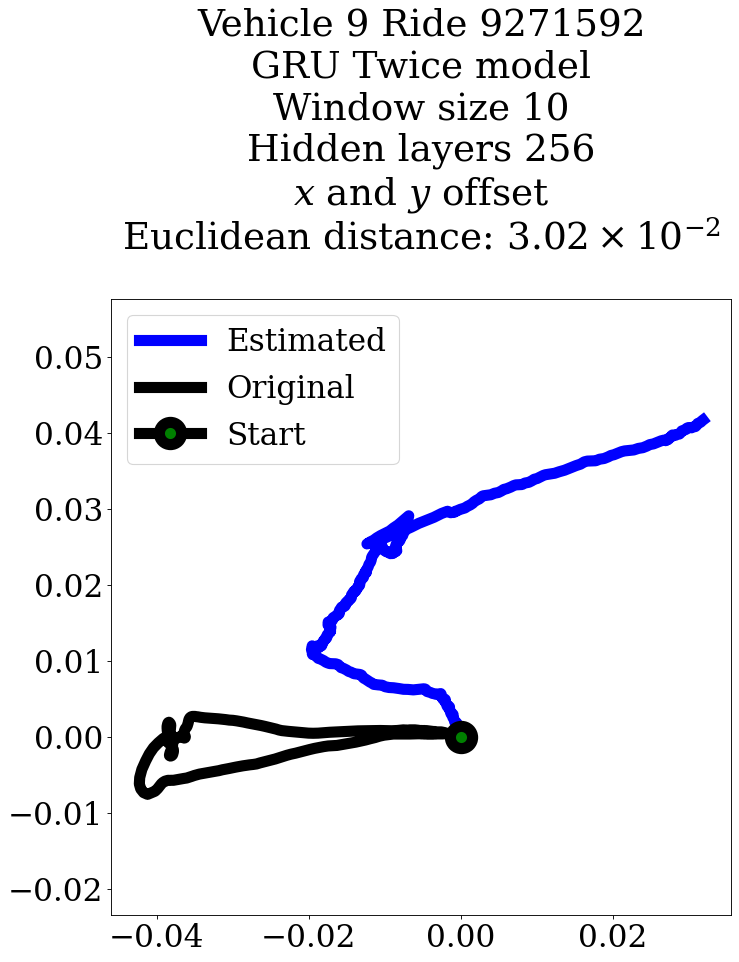 Vehicle 9 Ride 9271592
GRU Twice model
Window size 10
Hidden layers 256
x and y offset
Euclidean distance: 3.02 × 10⁻²
Estimated
Original
Start
0.05
0.04
0.03
0.02
0.01
0.00
−0.01
−0.02
−0.04
−0.02
0.00
0.02